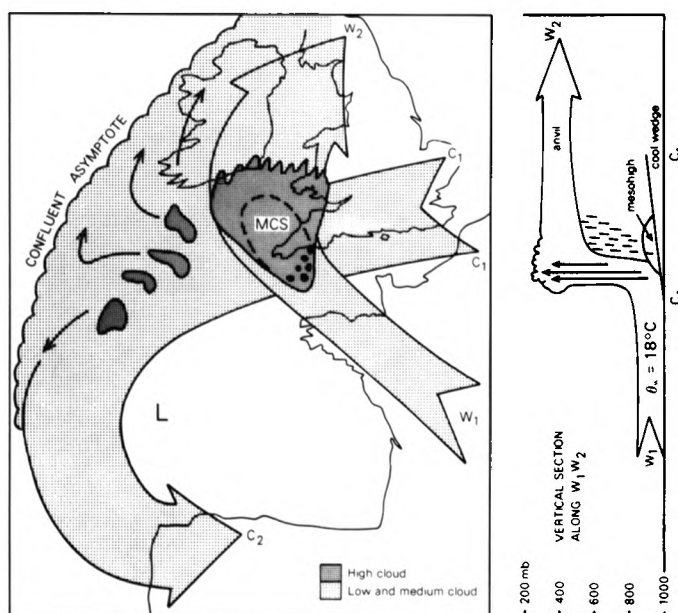 W2
CONFLUENT ASYMPTOTE
C1
MCS
C1
L
W1
C2
High cloud
Low and medium cloud
W2
anvil
cool wedge
mesohigh
C1
C1
θw = 18°C
W1
VERTICAL SECTION
ALONG W1W2
200 mb
400
600
800
1000